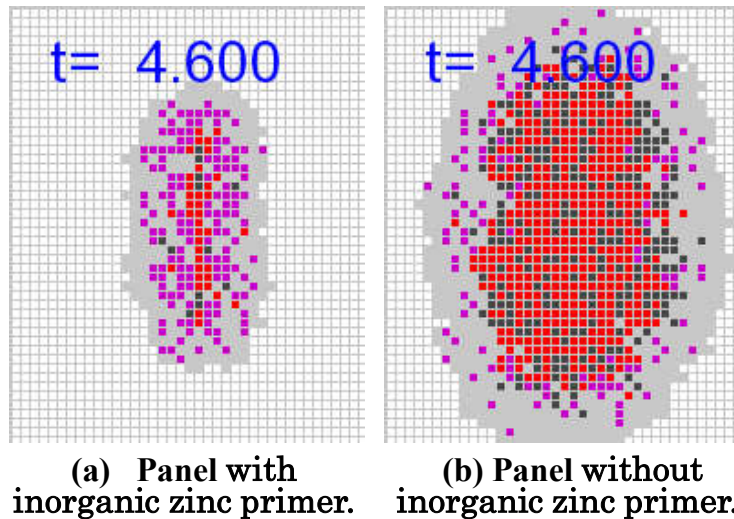 t= 4.600
t= 4.600
(a) Panel with
inorganic zinc primer.
(b) Panel without
inorganic zinc primer.